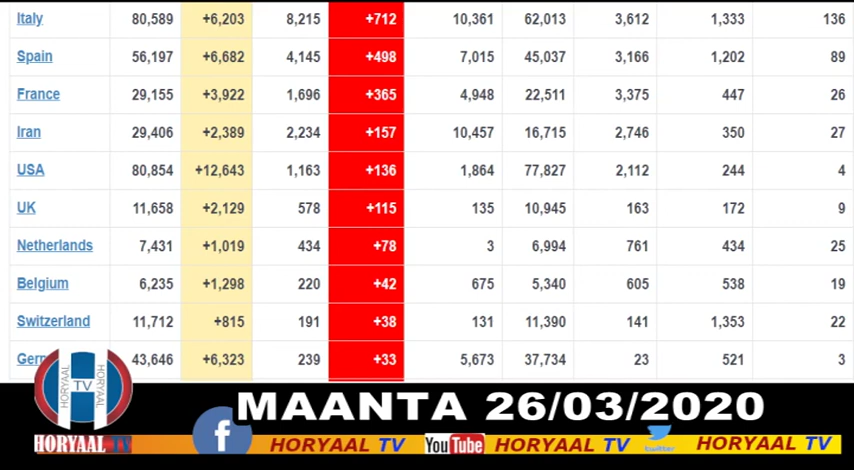 Italy 80,589 +6,203 8,215 +712 10,361 62,013 3,612 1,333 136
Spain 56,197 +6,682 4,145 +498 7,015 45,037 3,166 1,202 89
France 29,155 +3,922 1,696 +365 4,948 22,511 3,375 447 26
Iran 29,406 +2,389 2,234 +157 10,457 16,715 2,746 350 27
USA 80,854 +12,643 1,163 +136 1,864 77,827 2,112 244 4
UK 11,658 +2,129 578 +115 135 10,945 163 172 9
Netherlands 7,431 +1,019 434 +78 3 6,994 761 434 25
Belgium 6,235 +1,298 220 +42 675 5,340 605 538 19
Switzerland 11,712 +815 191 +38 131 11,390 141 1,353 22
Germ 43,646 +6,323 239 +33 5,673 37,734 23 521 3
HORYAAL TV HORYAAL
MAANTA 26/03/2020
HORYAAL TV f HORYAAL TV YouTube HORYAAL TV twitter HORYAAL TV